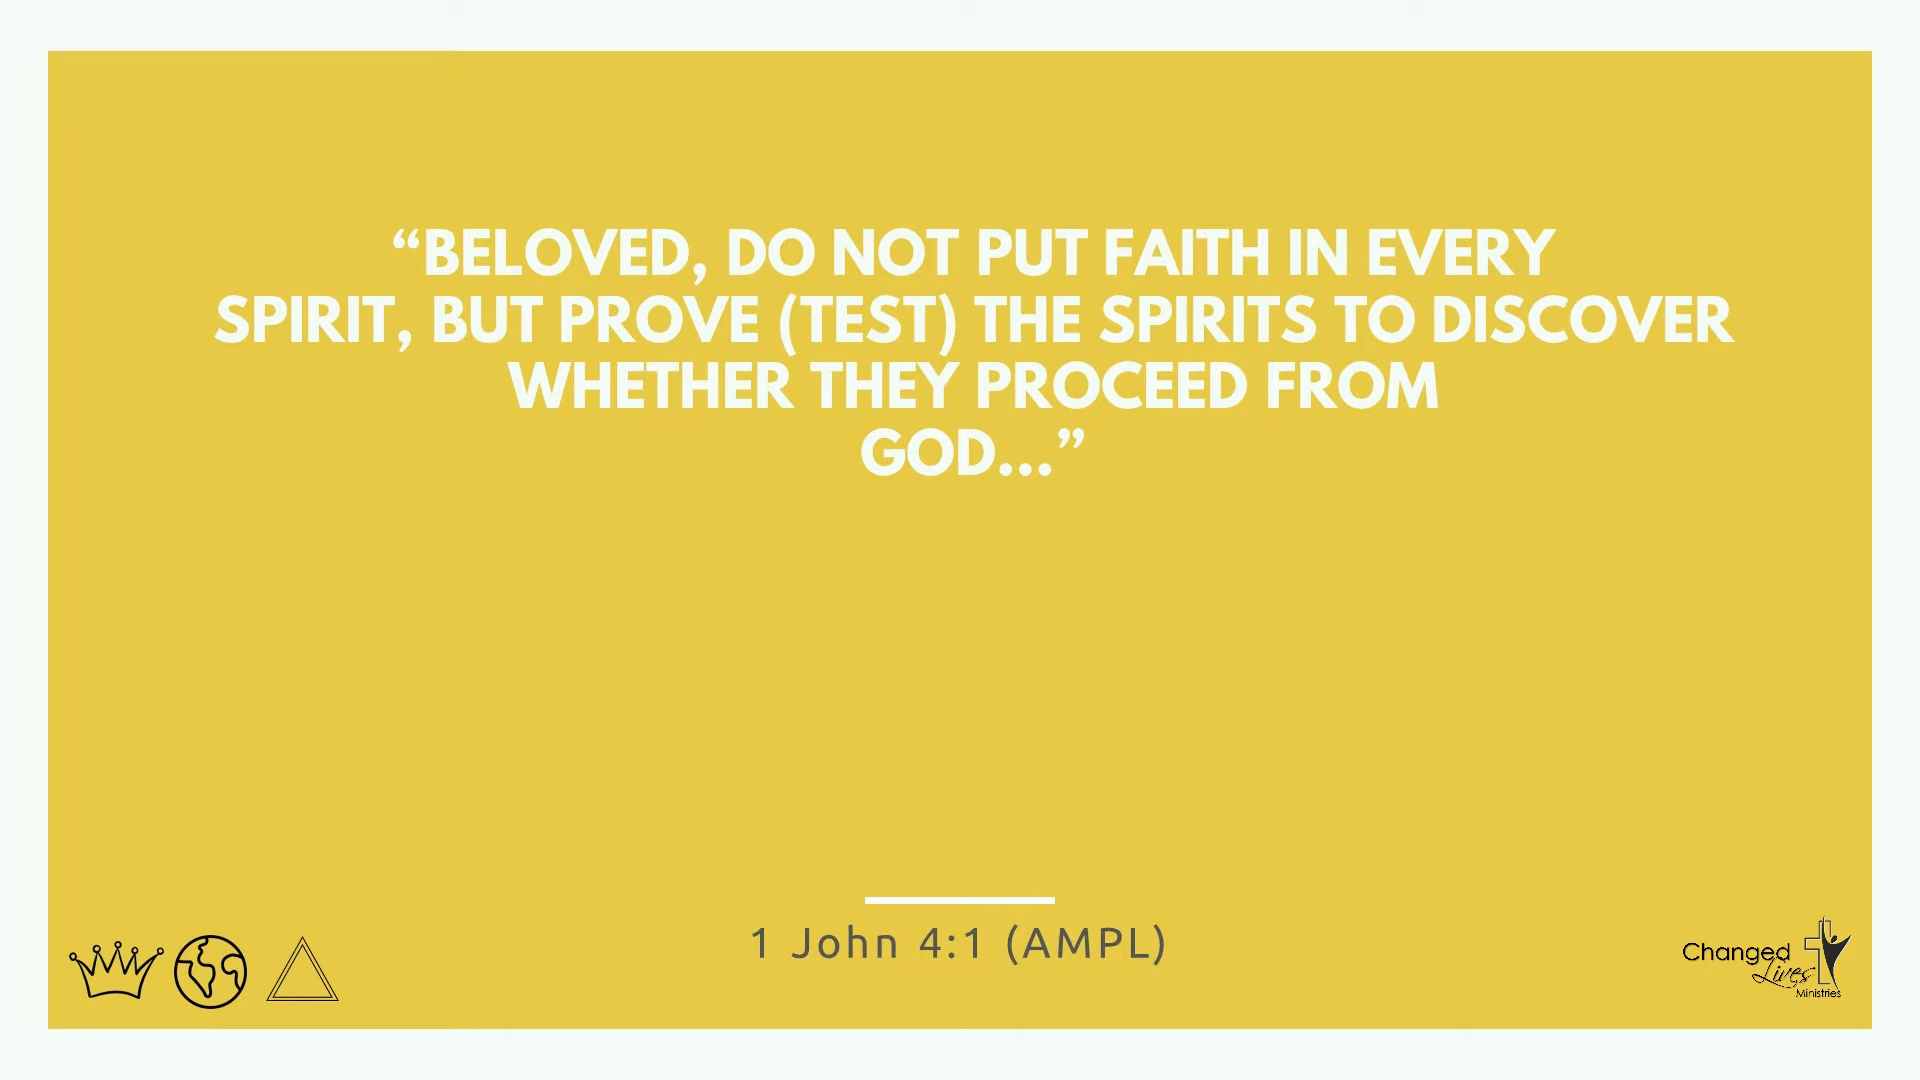 “BELOVED, DO NOT PUT FAITH IN EVERY
SPIRIT, BUT PROVE (TEST) THE SPIRITS TO DISCOVER
WHETHER THEY PROCEED FROM
GOD...”
1 John 4:1 (AMPL)
Changed
Lives
Ministries